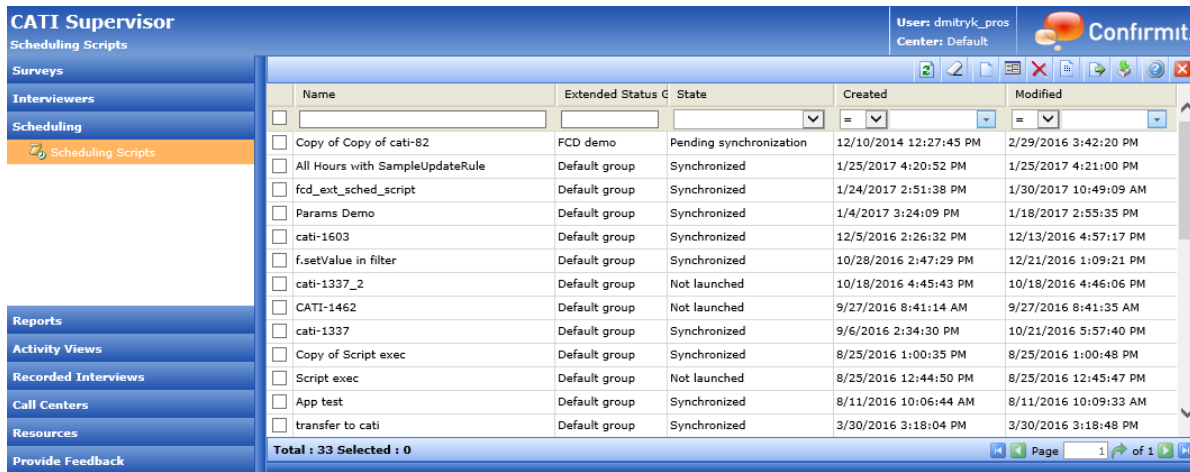 CATI Supervisor
Scheduling Scripts
User: dmitryk_pros
Center: Default
Confirmit.
Surveys
Interviewers
Scheduling
Scheduling Scripts
Reports
Activity Views
Recorded Interviews
Call Centers
Resources
Provide Feedback
Name Extended Status G State Created Modified
= =
Copy of Copy of cati-82 FCD demo Pending synchronization 12/10/2014 12:27:45 PM 2/29/2016 3:42:20 PM
All Hours with SampleUpdateRule Default group Synchronized 1/25/2017 4:20:52 PM 1/25/2017 4:21:00 PM
fcd_ext_sched_script Default group Synchronized 1/24/2017 2:51:38 PM 1/30/2017 10:49:09 AM
Params Demo Default group Synchronized 1/4/2017 3:24:09 PM 1/18/2017 2:55:35 PM
cati-1603 Default group Synchronized 12/5/2016 2:26:32 PM 12/13/2016 4:57:17 PM
f.setValue in filter Default group Synchronized 10/28/2016 2:47:29 PM 12/21/2016 1:09:21 PM
cati-1337_2 Default group Not launched 10/18/2016 4:45:43 PM 10/18/2016 4:46:06 PM
CATI-1462 Default group Not launched 9/27/2016 8:41:14 AM 9/27/2016 8:41:35 AM
cati-1337 Default group Synchronized 9/6/2016 2:34:30 PM 10/21/2016 5:57:40 PM
Copy of Script exec Default group Synchronized 8/25/2016 1:00:35 PM 8/25/2016 1:00:48 PM
Script exec Default group Not launched 8/25/2016 12:44:50 PM 8/25/2016 12:45:47 PM
App test Default group Synchronized 8/11/2016 10:06:44 AM 8/11/2016 10:09:33 AM
transfer to cati Default group Synchronized 3/30/2016 3:18:04 PM 3/30/2016 3:18:48 PM
Total : 33 Selected : 0 Page 1 of 1